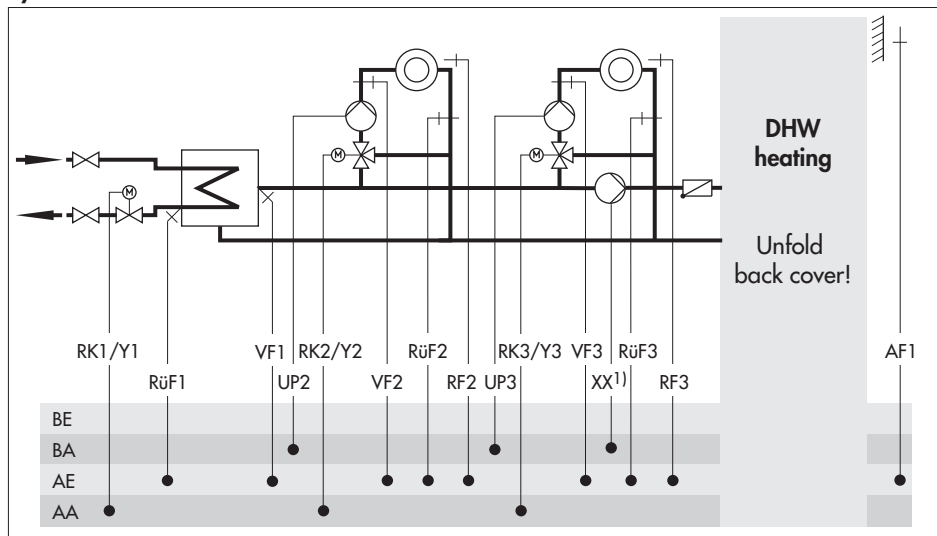 M
M
M
DHW
heating
Unfold
back cover!
RK1/Y1 VF1 RK2/Y2 RüF2 RK3/Y3 VF3 RüF3 AF1
RüF1 UP2 VF2 RF2 UP3 XX1) RF3
BE
BA
AE
AA